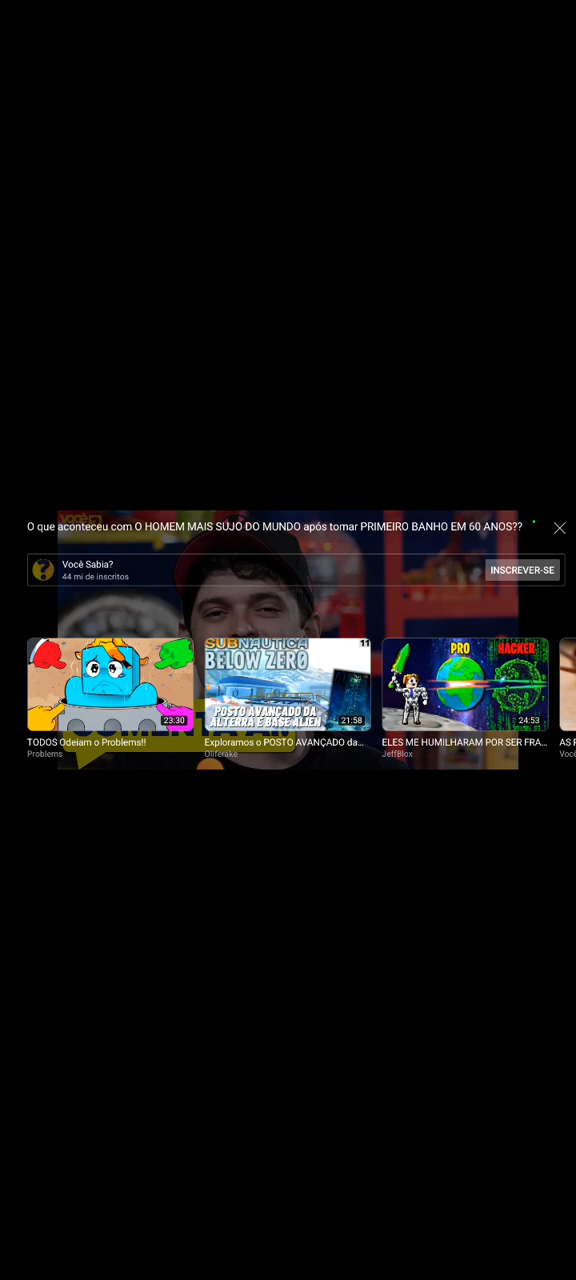 O que aconteceu com O HOMEM MAIS SUJO DO MUNDO após tomar PRIMEIRO BANHO EM 60 ANOS??
Você Sabia?
44 mi de inscritos
INSCREVER-SE
SUBNAUTICA
BELOW ZERO
11
POSTO AVANÇADO DA
ALTERRA E BASE ALIEN
PRO HACKER
23:30
21:58
24:53
TODOS Odeiam o Problems!!
Exploramos o POSTO AVANÇADO da...
ELES ME HUMILHARAM POR SER FRA...
Problems
Oliferake
JeffBlox